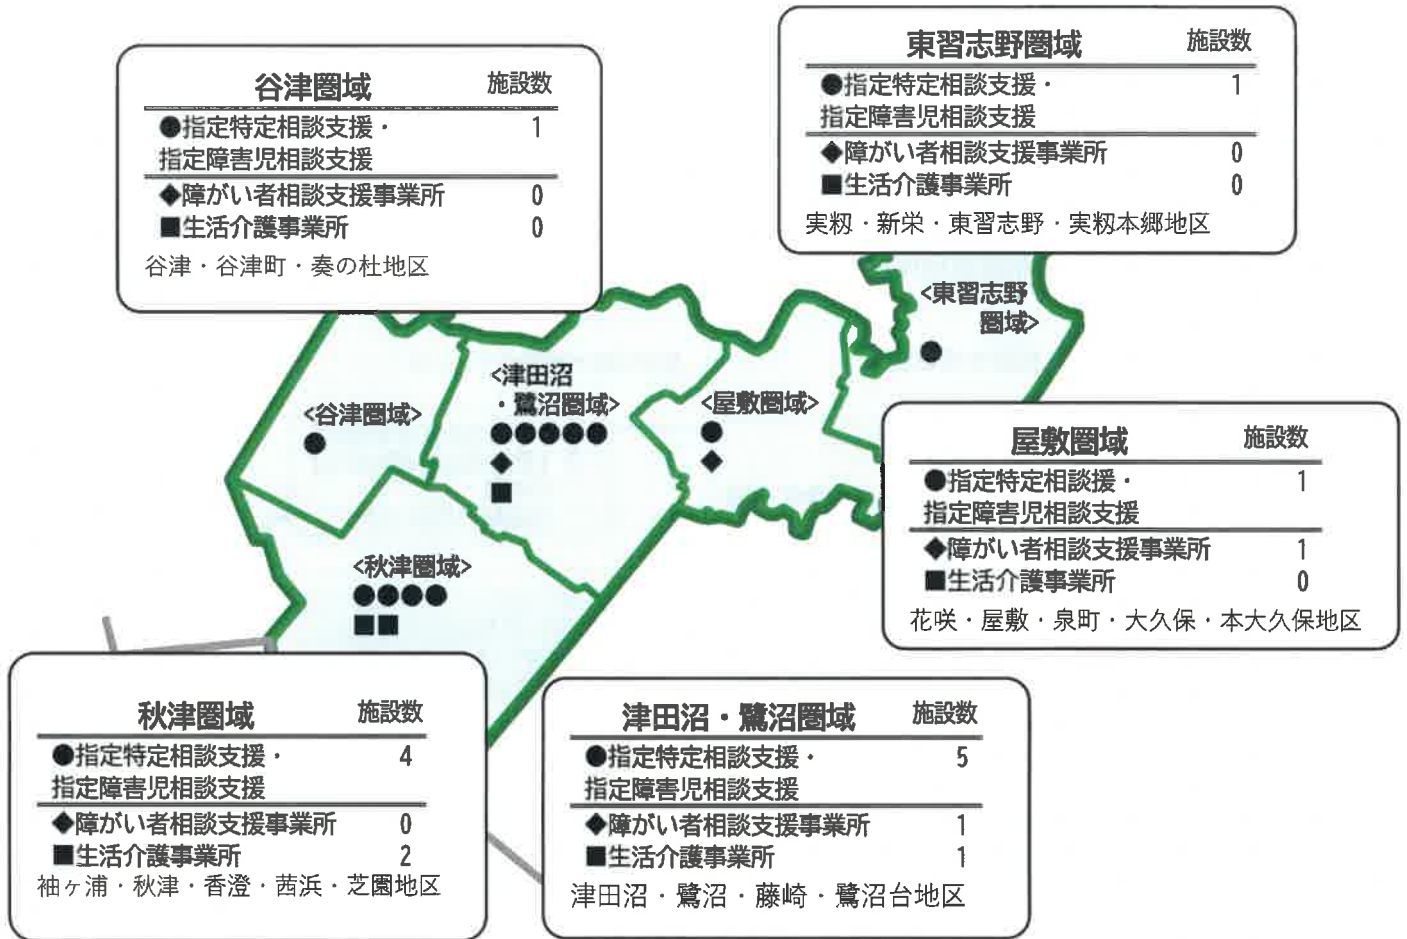 谷津圏域 施設数
●指定特定相談支援・ 1
指定障害児相談支援
◆障がい者相談支援事業所 0
■生活介護事業所 0
谷津・谷津町・奏の杜地区
東習志野圏域 施設数
●指定特定相談支援・ 1
指定障害児相談支援
◆障がい者相談支援事業所 0
■生活介護事業所 0
実籾・新栄・東習志野・実籾本郷地区
<東習志野
圏域>
●
<津田沼
・鷺沼圏域>
●●●●●
◆
■
<谷津圏域>
●
<屋敷圏域>
●
◆
<秋津圏域>
●●●●
■■
屋敷圏域 施設数
●指定特定相談援・ 1
指定障害児相談支援
◆障がい者相談支援事業所 1
■生活介護事業所 0
花咲・屋敷・泉町・大久保・本大久保地区
秋津圏域 施設数
●指定特定相談支援・ 4
指定障害児相談支援
◆障がい者相談支援事業所 0
■生活介護事業所 2
袖ヶ浦・秋津・香澄・茜浜・芝園地区
津田沼・鷺沼圏域 施設数
●指定特定相談支援・ 5
指定障害児相談支援
◆障がい者相談支援事業所 1
■生活介護事業所 1
津田沼・鷺沼・藤崎・鷺沼台地区